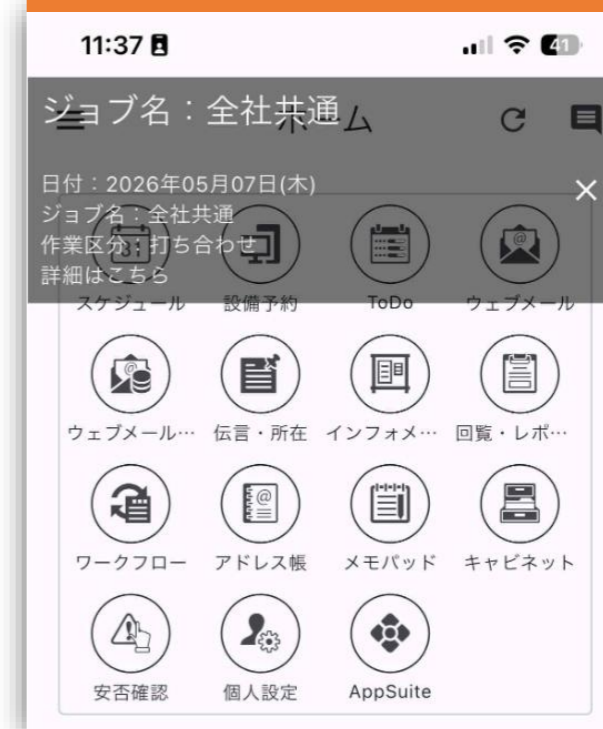 11:37
41
ジョブ名：全社共通
ホーム
日付：2026年05月07日(木)
ジョブ名：全社共通
作業区分：打ち合わせ
詳細はこちら
31
スケジュール 設備予約 ToDo ウェブメール
ウェブメール… 伝言・所在 インフォメ… 回覧・レポ…
ワークフロー アドレス帳 メモパッド キャビネット
安否確認 個人設定 AppSuite